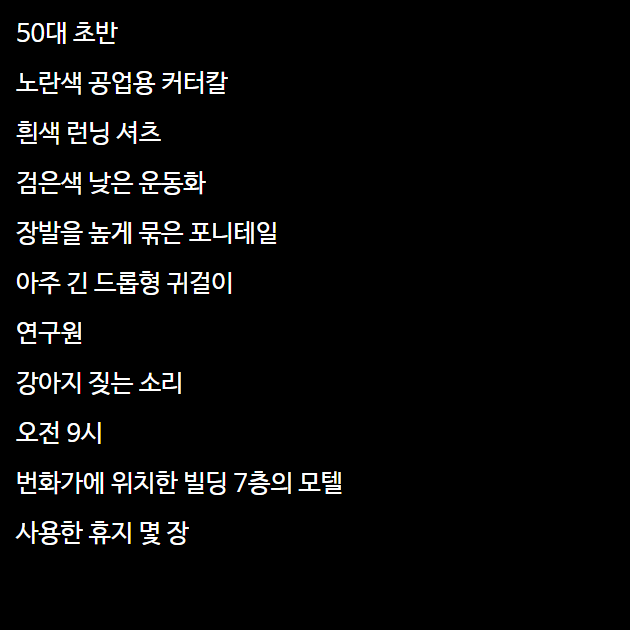 50대 초반
노란색 공업용 커터칼
흰색 런닝 셔츠
검은색 낮은 운동화
장발을 높게 묶은 포니테일
아주 긴 드롭형 귀걸이
연구원
강아지 짖는 소리
오전 9시
번화가에 위치한 빌딩 7층의 모텔
사용한 휴지 몇 장